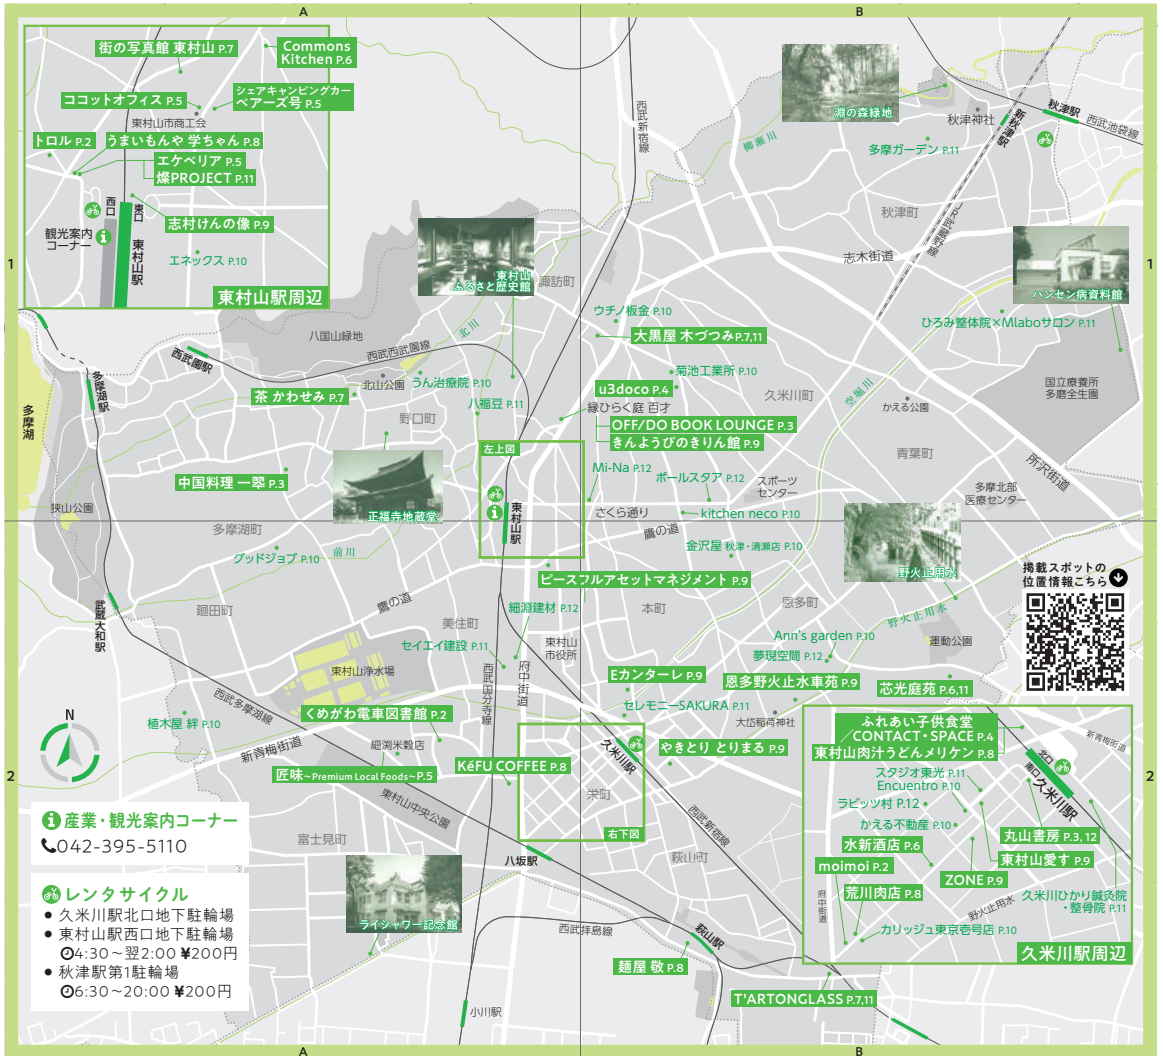 A
B
街の写真館 東村山 P.7
Commons
Kitchen P.6
ココットオフィス P.5
シェアキャンピングカー
ベアーズ号 P.5
東村山市商工会
トロル P.2
うまいもんや 学ちゃん P.8
エケベリア P.5
燦PROJECT P.11
志村けんの像 P.9
西口
東口
観光案内
コーナー
東村山駅
エネックス P.10
東村山駅周辺
1
西武新宿線
柳瀬川
淵の森緑地
秋津神社
新秋津駅
秋津駅
西武池袋線
多摩ガーデン P.11
秋津町
JR武蔵野線
志木街道
ハンセン病資料館
1
東村山
ふるさと歴史館
諏訪町
ウチノ板金 P.10
大黒屋 木づつみ P.7,11
ひろみ整体院×Mlaboサロン P.11
北川
八国山緑地
西武西武園線
西武園駅
多摩湖駅
多摩湖
北山公園
うん治療院 P.10
菊池工業所 P.10
茶 かわせみ P.7
八福豆 P.11
u3doco P.4
久米川町
空堀川
かえる公園
国立療養所
多磨全生園
野口町
縁ひらく庭 百才
OFF/DO BOOK LOUNGE P.3
きんようびのきりん館 P.9
左上図
青葉町
所沢街道
中国料理 一翠 P.3
正福寺地蔵堂
Mi-Na P.12
ポールスタア P.12
スポーツ
センター
多摩北部
医療センター
狭山公園
東村山駅
さくら通り
kitchen neco P.10
多摩湖町
鷹の道
野火止用水
グッドジョブ P.10
前川
金沢屋 秋津・清瀬店 P.10
掲載スポットの
位置情報こちら
ピースフルアセットマネジメント P.9
武蔵大和駅
廻田町
鷹の道
細淵建材 P.12
本町
恩多町
野火止用水
美住町
セイエイ建設 P.11
東村山
市役所
Ann's garden P.10
夢現空間 P.12
運動公園
東村山浄水場
府中街道
西武国分寺線
Eカンターレ P.9
恩多野火止水車苑 P.9
芯光庭苑 P.6,11
西武多摩湖線
植木屋 絆 P.10
くめがわ電車図書館 P.2
セレモニーSAKURA P.11
大岱稲荷神社
N
新青梅街道
細渕米穀店
久米川駅
やきとり とりまる P.9
匠味～Premium Local Foods～ P.5
KéFU COFFEE P.8
2
栄町
東村山中央公園
右下図
西武新宿線
ふれあい子供食堂
／CONTACT・SPACE P.4
東村山肉汁うどんメリケン P.8
新青梅街道
北口
南口
久米川駅
スタジオ東光 P.11
Encuentro P.10
ラビッツ村 P.12
かえる不動産 P.10
丸山書房 P.3, 12
水新酒店 P.6
東村山愛す P.9
moimoi P.2
ZONE P.9
荒川肉店 P.8
久米川ひかり鍼灸院
・整骨院 P.11
府中街道
野火止用水
カリッジュ東京壱号店 P.10
久米川駅周辺
2
産業・観光案内コーナー
042-395-5110
レンタサイクル
● 久米川駅北口地下駐輪場
● 東村山駅西口地下駐輪場
4:30～翌2:00 ¥200円
● 秋津駅第1駐輪場
6:30～20:00 ¥200円
富士見町
八坂駅
萩山町
ライシャワー記念館
西武拝島線
萩山駅
麺屋 敬 P.8
小川駅
T'ARTONGLASS P.7,11
A
B